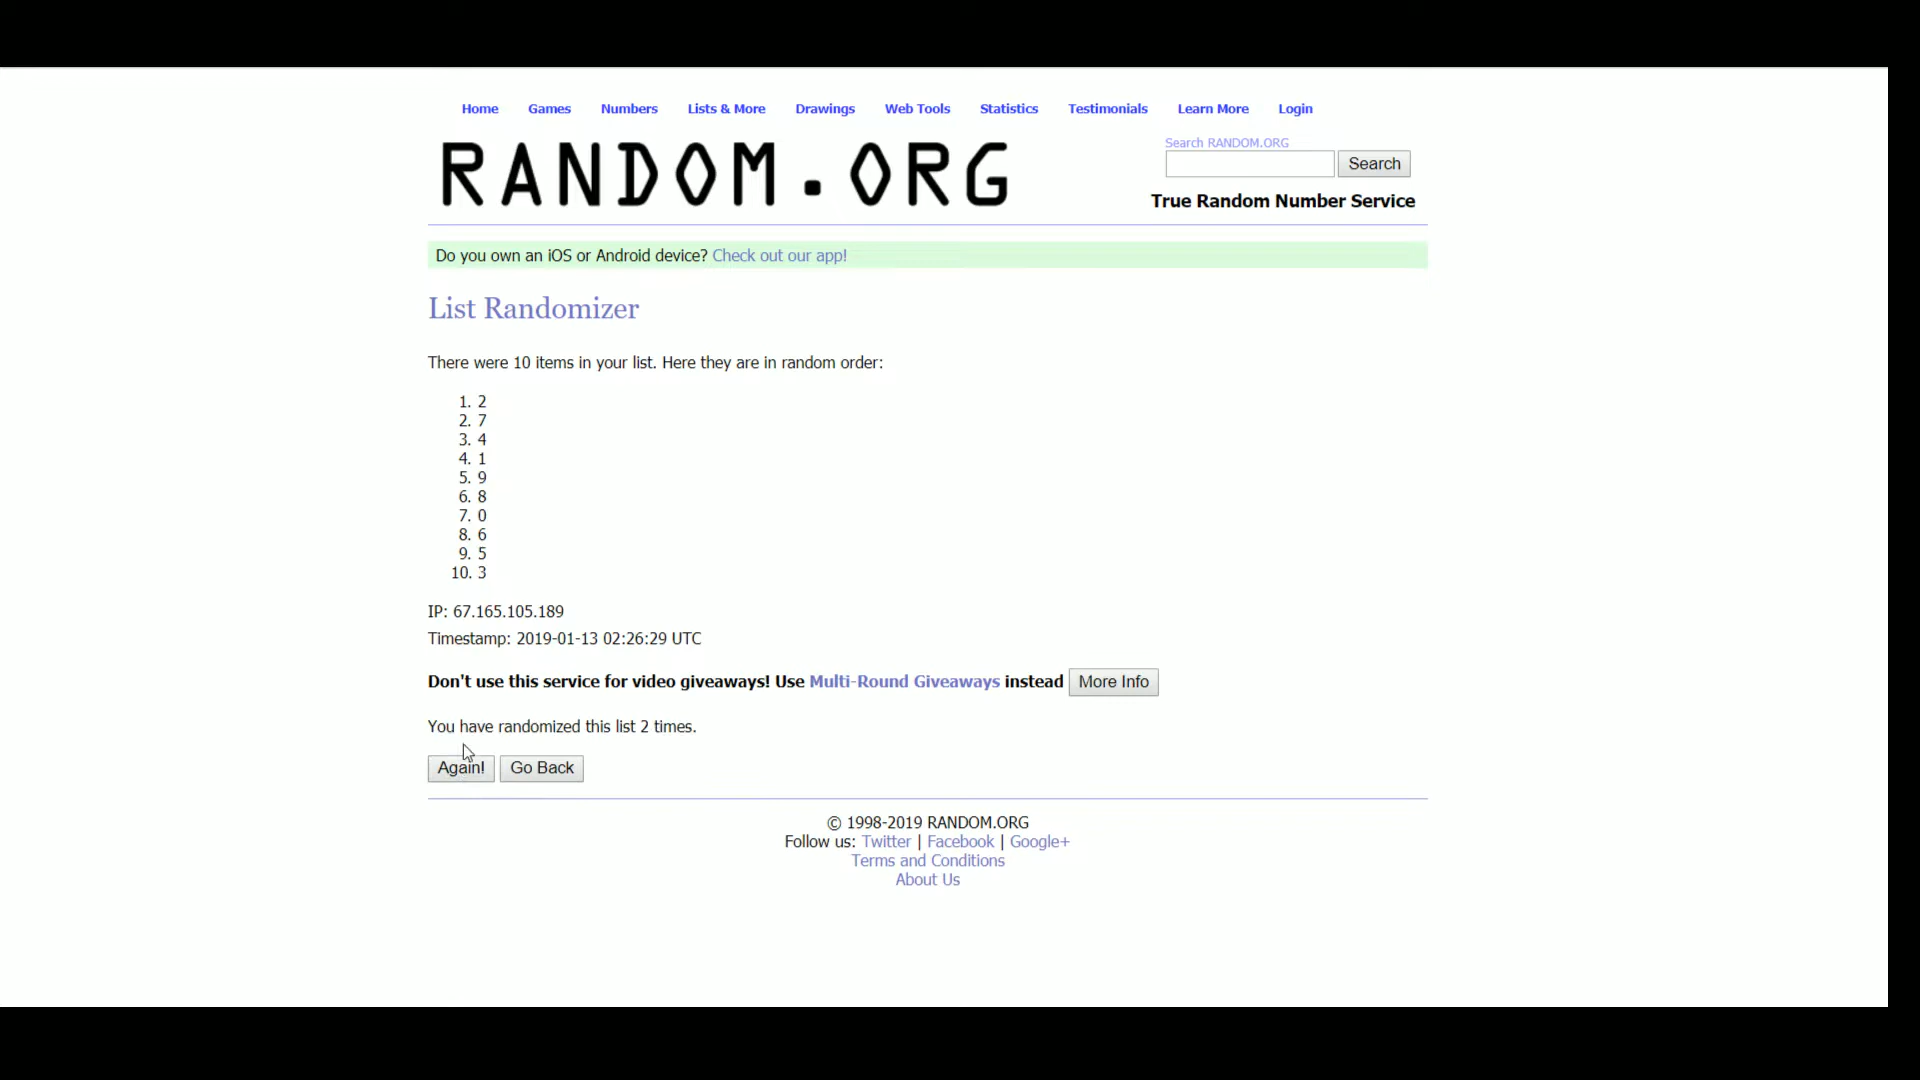 Home Games Numbers Lists & More Drawings Web Tools Statistics Testimonials Learn More Login
RANDOM.ORG
Search RANDOM.ORG
Search
True Random Number Service
Do you own an iOS or Android device? Check out our app!
List Randomizer
There were 10 items in your list. Here they are in random order:
1. 2
2. 7
3. 4
4. 1
5. 9
6. 8
7. 0
8. 6
9. 5
10. 3
IP: 67.165.105.189
Timestamp: 2019-01-13 02:26:29 UTC
Don't use this service for video giveaways! Use Multi-Round Giveaways instead More Info
You have randomized this list 2 times.
Again! Go Back
© 1998-2019 RANDOM.ORG
Follow us: Twitter | Facebook | Google+
Terms and Conditions
About Us